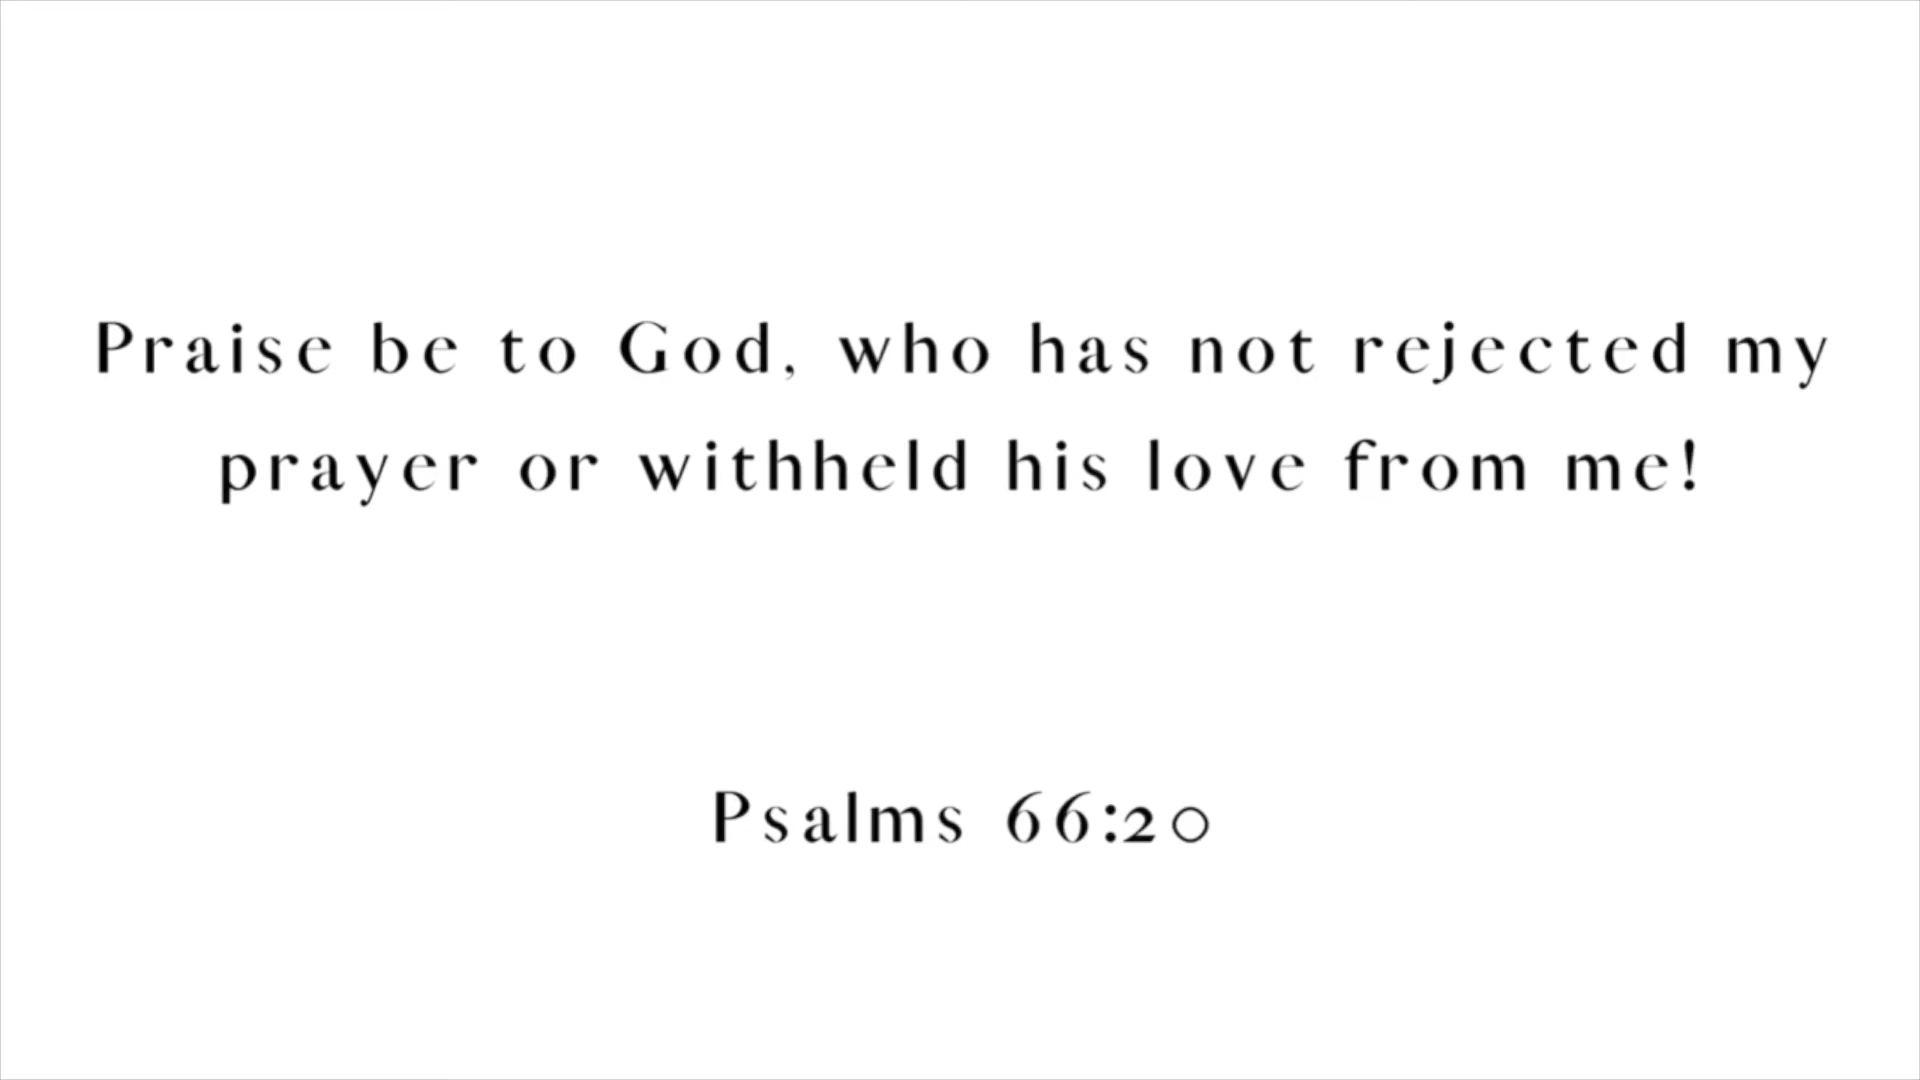 Praise be to God, who has not rejected my
prayer or withheld his love from me!
Psalms 66:20